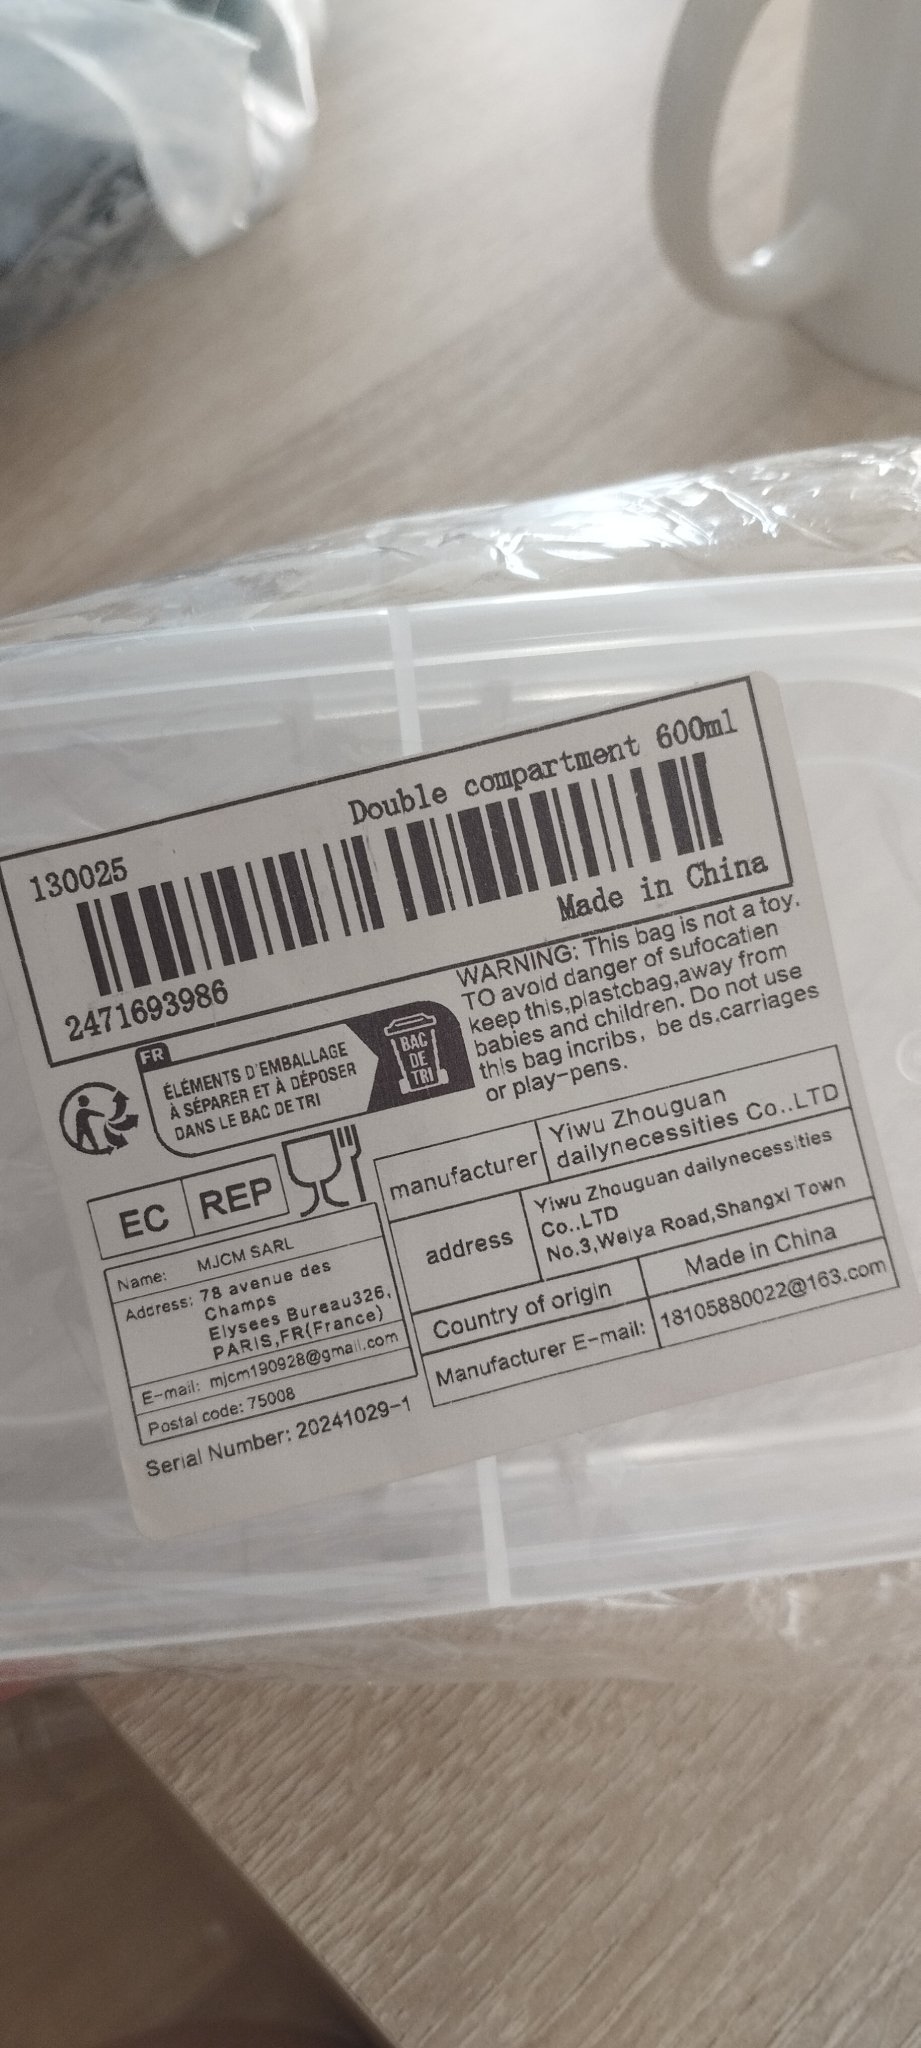 Double compartment 600ml
130025
Made in China
2471693986
WARNING: This bag is not a toy.
TO avoid danger of sufocatien
keep this,plastcbag,away from
babies and children. Do not use
this bag incribs, be ds.carriages
or play-pens.
FR
ÉLÉMENTS D'EMBALLAGE
À SÉPARER ET À DÉPOSER
DANS LE BAC DE TRI
BAC
DE
TRI
EC REP
Name: MJCM SARL
Address: 78 avenue des
Champs
Elysees Bureau326,
PARIS,FR(France)
E-mail: mjcm190928@gmail.com
Postal code: 75008
Serial Number: 20241029-1
manufacturer
Yiwu Zhouguan
dailynecessities Co..LTD
address
Yiwu Zhouguan dailynecessities
Co..LTD
No.3,Weiya Road,Shangxi Town
Country of origin
Made in China
Manufacturer E-mail:
18105880022@163.com